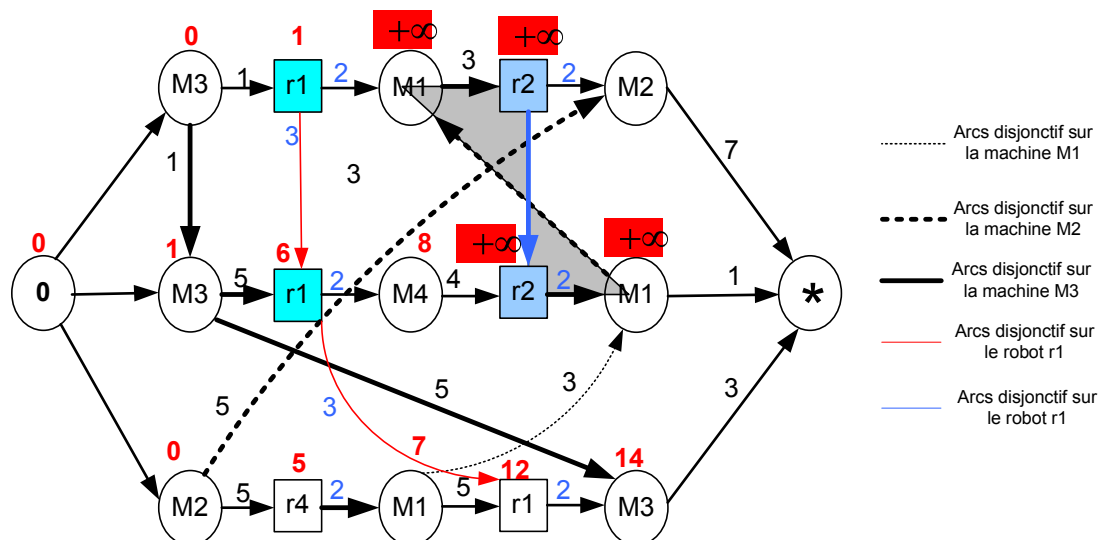 0 1 +∞ +∞
M3 1 r1 2 M1 3 r2 2 M2
3
1 3 7
0 1 6 8 +∞ +∞
0 M3 5 r1 2 M4 4 r2 2 M1 1 *
5 3 5 3 3
0 5 7 12 14
M2 5 r4 2 M1 5 r1 2 M3
Arcs disjonctif sur
la machine M1
Arcs disjonctif sur
la machine M2
Arcs disjonctif sur
la machine M3
Arcs disjonctif sur
le robot r1
Arcs disjonctif sur
le robot r1